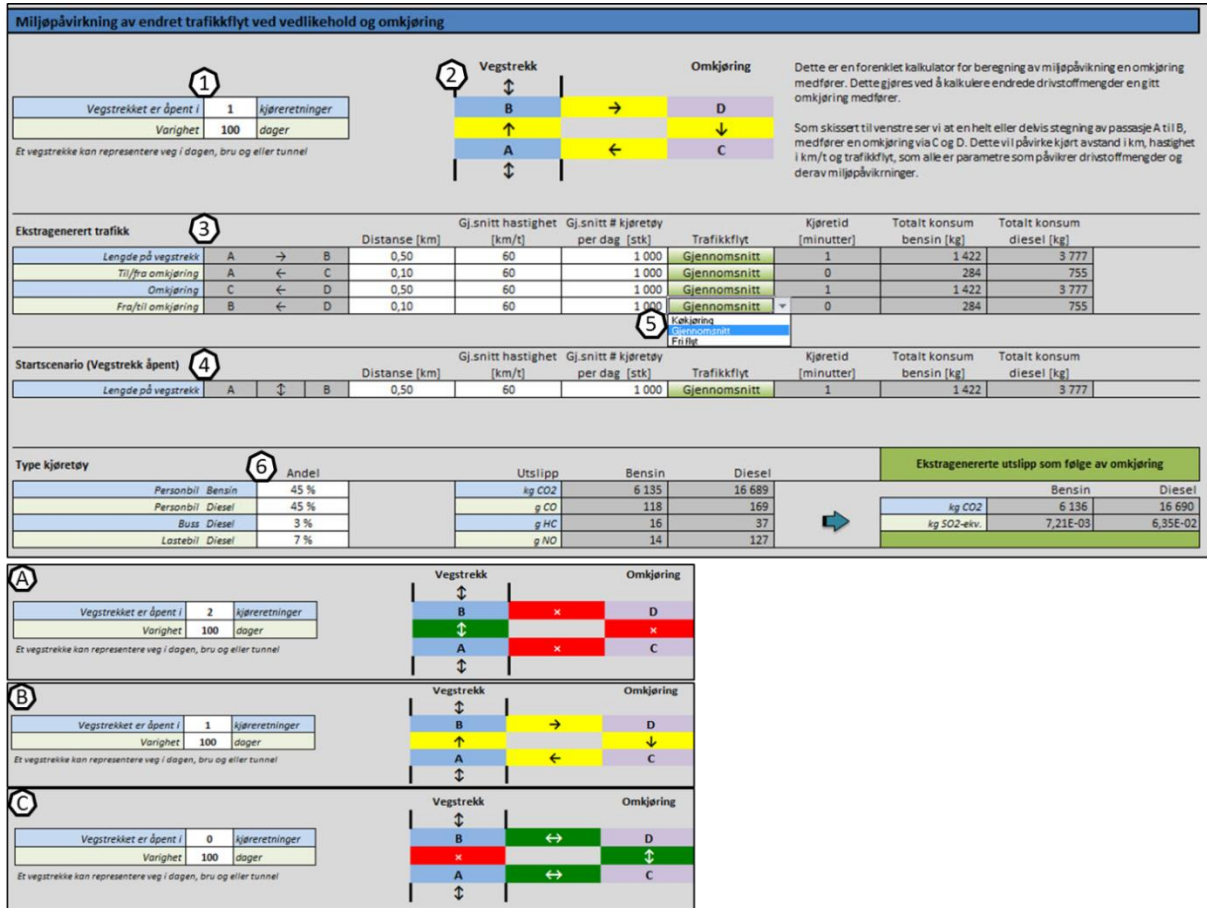 Miljøpåvirkning av endret trafikkflyt ved vedlikehold og omkjøring
1
Vegstrekket er åpent i 1 kjøreretninger
Varighet 100 dager
Et vegstrekke kan representere veg i dagen, bru og eller tunnel
2
Vegstrekk Omkjøring
↕
B → D
↑ ↓
A ← C
↕
Dette er en forenklet kalkulator for beregning av miljøpåvikning en omkjøring
medfører. Dette gjøres ved å kalkulere endrede drivstoffmengder en gitt
omkjøring medfører.
Som skissert til venstre ser vi at en helt eller delvis stegning av passasje A til B,
medfører en omkjøring via C og D. Dette vil påvirke kjørt avstand i km, hastighet
i km/t og trafikkflyt, som alle er parametre som påvikrer drivstoffmengder og
derav miljøpåvikrninger.
Ekstragenerert trafikk 3 Distanse [km] Gj.snitt hastighet [km/t] Gj.snitt # kjøretøy per dag [stk] Trafikkflyt Kjøretid [minutter] Totalt konsum bensin [kg] Totalt konsum diesel [kg]
Lengde på vegstrekk A → B 0,50 60 1 000 Gjennomsnitt 1 1 422 3 777
Til/fra omkjøring A ← C 0,10 60 1 000 Gjennomsnitt 0 284 755
Omkjøring C ← D 0,50 60 1 000 Gjennomsnitt 1 1 422 3 777
Fra/til omkjøring B ← D 0,10 60 1 000 Gjennomsnitt 0 284 755
5
Køkjøring
Gjennomsnitt
Fri flyt
Startscenario (Vegstrekk åpent) 4 Distanse [km] Gj.snitt hastighet [km/t] Gj.snitt # kjøretøy per dag [stk] Trafikkflyt Kjøretid [minutter] Totalt konsum bensin [kg] Totalt konsum diesel [kg]
Lengde på vegstrekk A ↕ B 0,50 60 1 000 Gjennomsnitt 1 1 422 3 777
Type kjøretøy 6 Andel Utslipp Bensin Diesel
Personbil Bensin 45 % kg CO2 6 135 16 689
Personbil Diesel 45 % g CO 118 169
Buss Diesel 3 % g HC 16 37
Lastebil Diesel 7 % g NO 14 127
Ekstragenererte utslipp som følge av omkjøring
Bensin Diesel
kg CO2 6 136 16 690
kg SO2-ekv. 7,21E-03 6,35E-02
A
Vegstrekket er åpent i 2 kjøreretninger
Varighet 100 dager
Et vegstrekke kan representere veg i dagen, bru og eller tunnel
Vegstrekk Omkjøring
↕
B × D
↕ ×
A × C
↕
B
Vegstrekket er åpent i 1 kjøreretninger
Varighet 100 dager
Et vegstrekke kan representere veg i dagen, bru og eller tunnel
Vegstrekk Omkjøring
↕
B → D
↑ ↓
A ← C
↕
C
Vegstrekket er åpent i 0 kjøreretninger
Varighet 100 dager
Et vegstrekke kan representere veg i dagen, bru og eller tunnel
Vegstrekk Omkjøring
↕
B ↔ D
× ↕
A ↔ C
↕